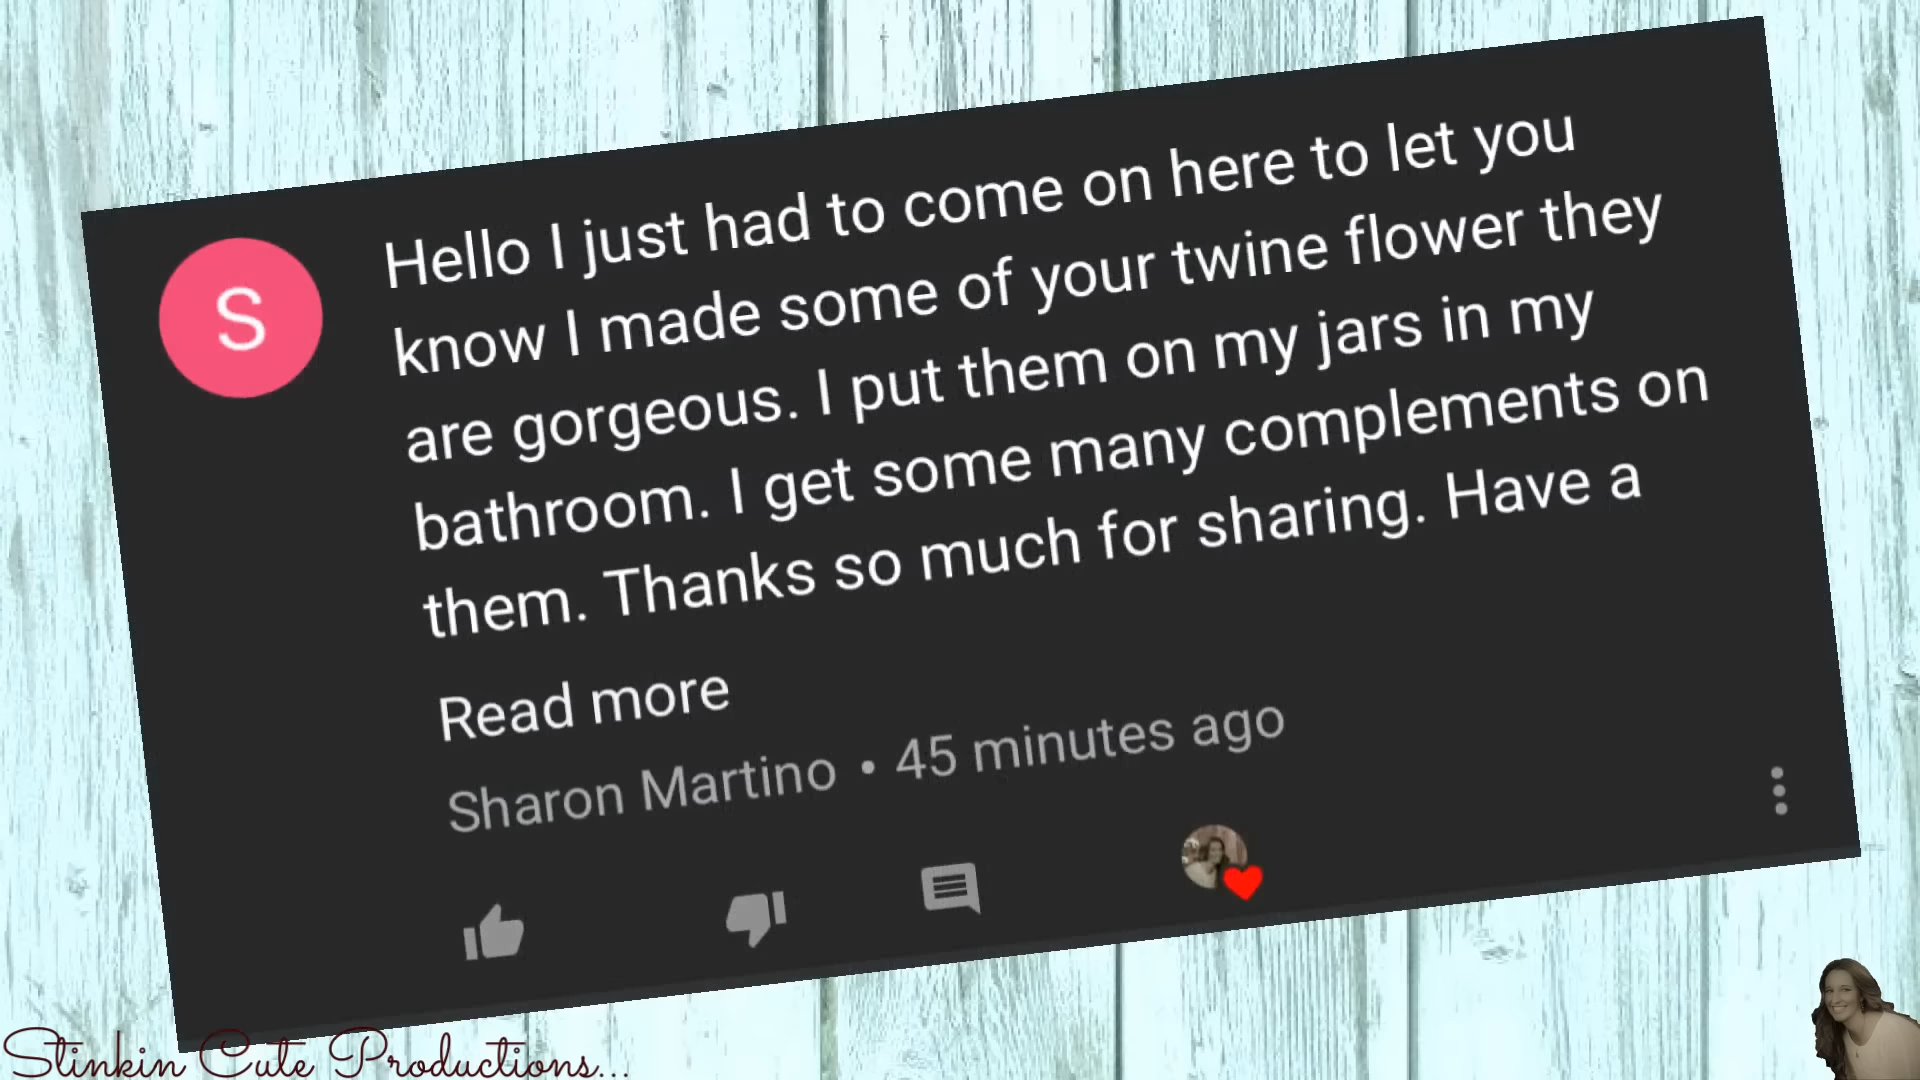 S
Hello I just had to come on here to let you
know I made some of your twine flower they
are gorgeous. I put them on my jars in my
bathroom. I get some many complements on
them. Thanks so much for sharing. Have a
Read more
Sharon Martino • 45 minutes ago
Stinkin Cute Productions...